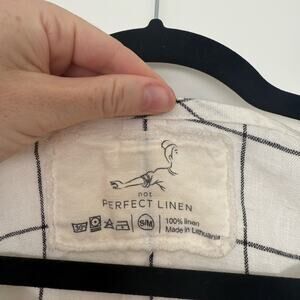 not
PERFECT LINEN
S/M
100% linen
Made in Lithuania